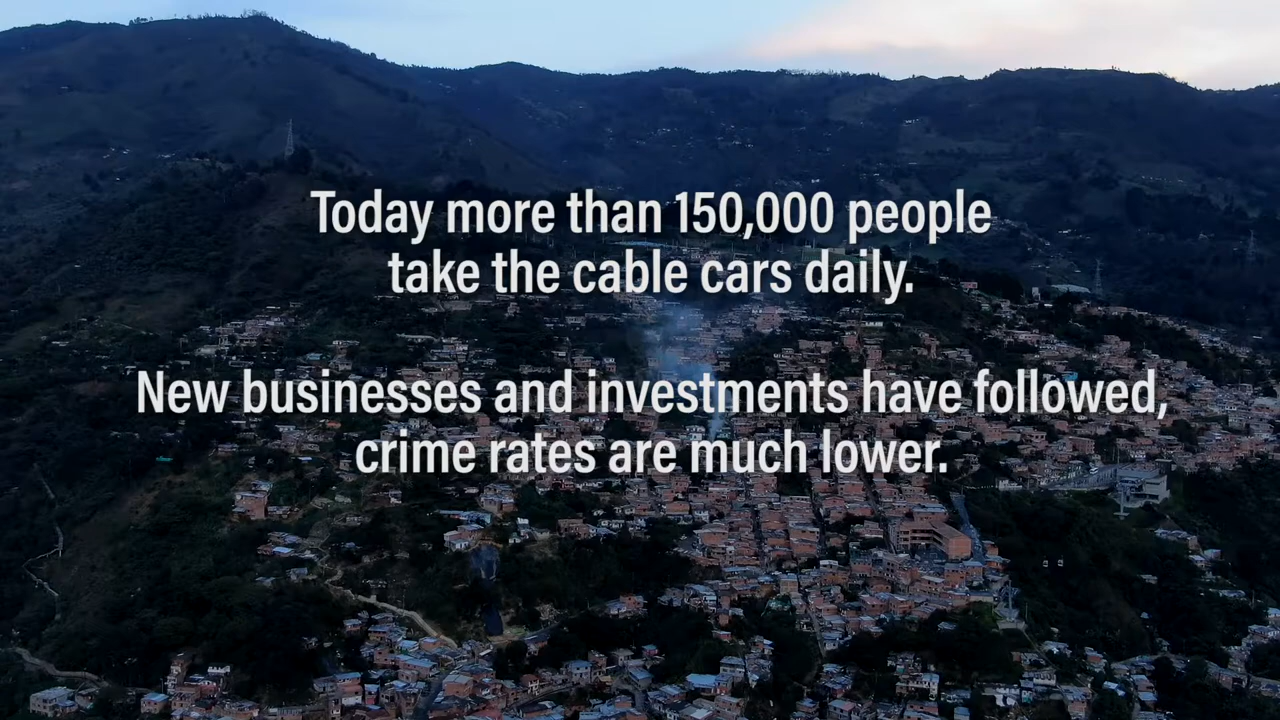 Today more than 150,000 people
take the cable cars daily.
New businesses and investments have followed,
crime rates are much lower.